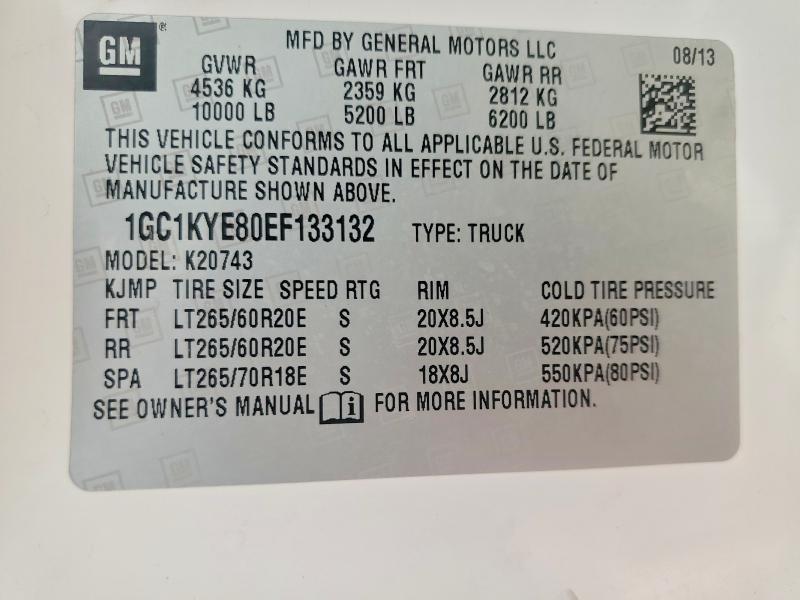 GM
MFD BY GENERAL MOTORS LLC 08/13
GVWR GAWR FRT GAWR RR
4536 KG 2359 KG 2812 KG
10000 LB 5200 LB 6200 LB
THIS VEHICLE CONFORMS TO ALL APPLICABLE U.S. FEDERAL MOTOR
VEHICLE SAFETY STANDARDS IN EFFECT ON THE DATE OF
MANUFACTURE SHOWN ABOVE.
1GC1KYE80EF133132 TYPE: TRUCK
MODEL: K20743
KJMP TIRE SIZE SPEED RTG RIM COLD TIRE PRESSURE
FRT LT265/60R20E S 20X8.5J 420KPA(60PSI)
RR LT265/60R20E S 20X8.5J 520KPA(75PSI)
SPA LT265/70R18E S 18X8J 550KPA(80PSI)
SEE OWNER'S MANUAL i FOR MORE INFORMATION.